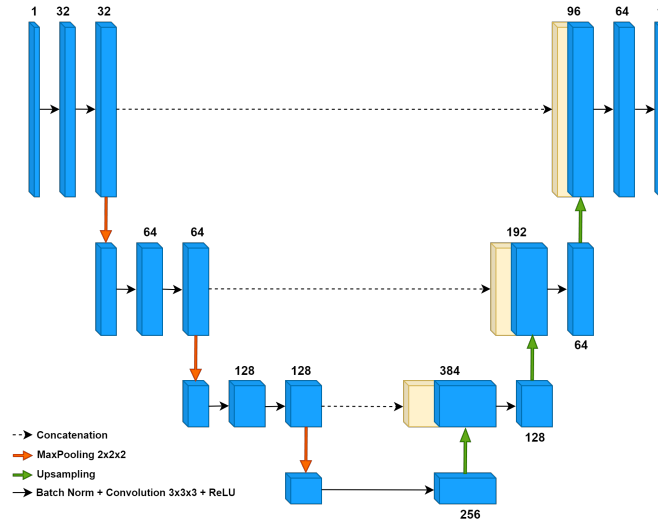 1 32 32 96 64
64 64 192
64
128 128 384
128
256
Concatenation
MaxPooling 2x2x2
Upsampling
Batch Norm + Convolution 3x3x3 + ReLU